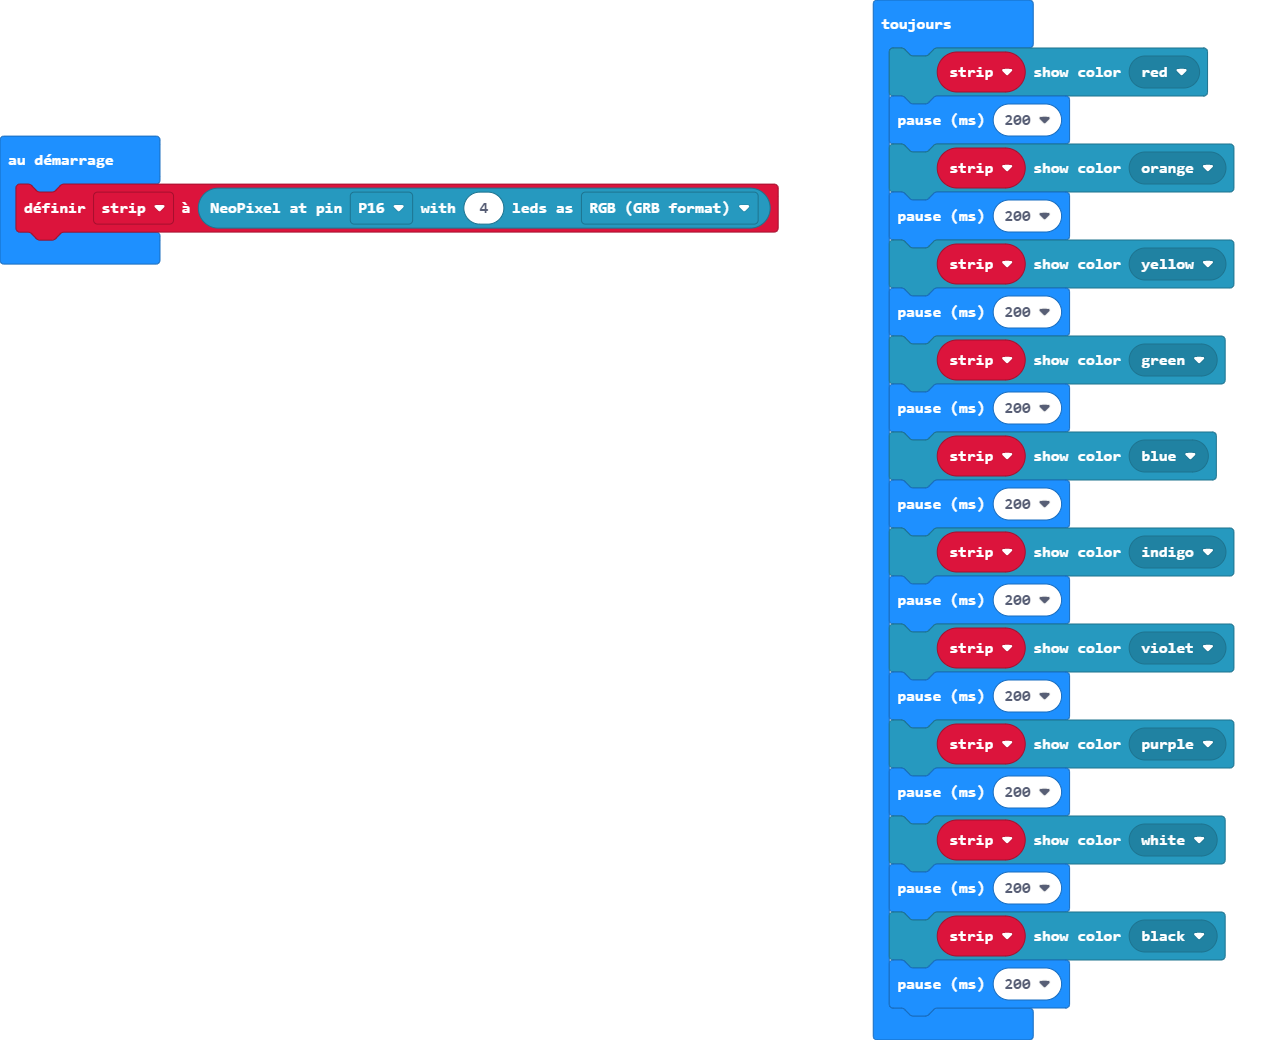 au démarrage
définir strip à NeoPixel at pin P16 with 4 leds as RGB (GRB format)
toujours
strip show color red
pause (ms) 200
strip show color orange
pause (ms) 200
strip show color yellow
pause (ms) 200
strip show color green
pause (ms) 200
strip show color blue
pause (ms) 200
strip show color indigo
pause (ms) 200
strip show color violet
pause (ms) 200
strip show color purple
pause (ms) 200
strip show color white
pause (ms) 200
strip show color black
pause (ms) 200